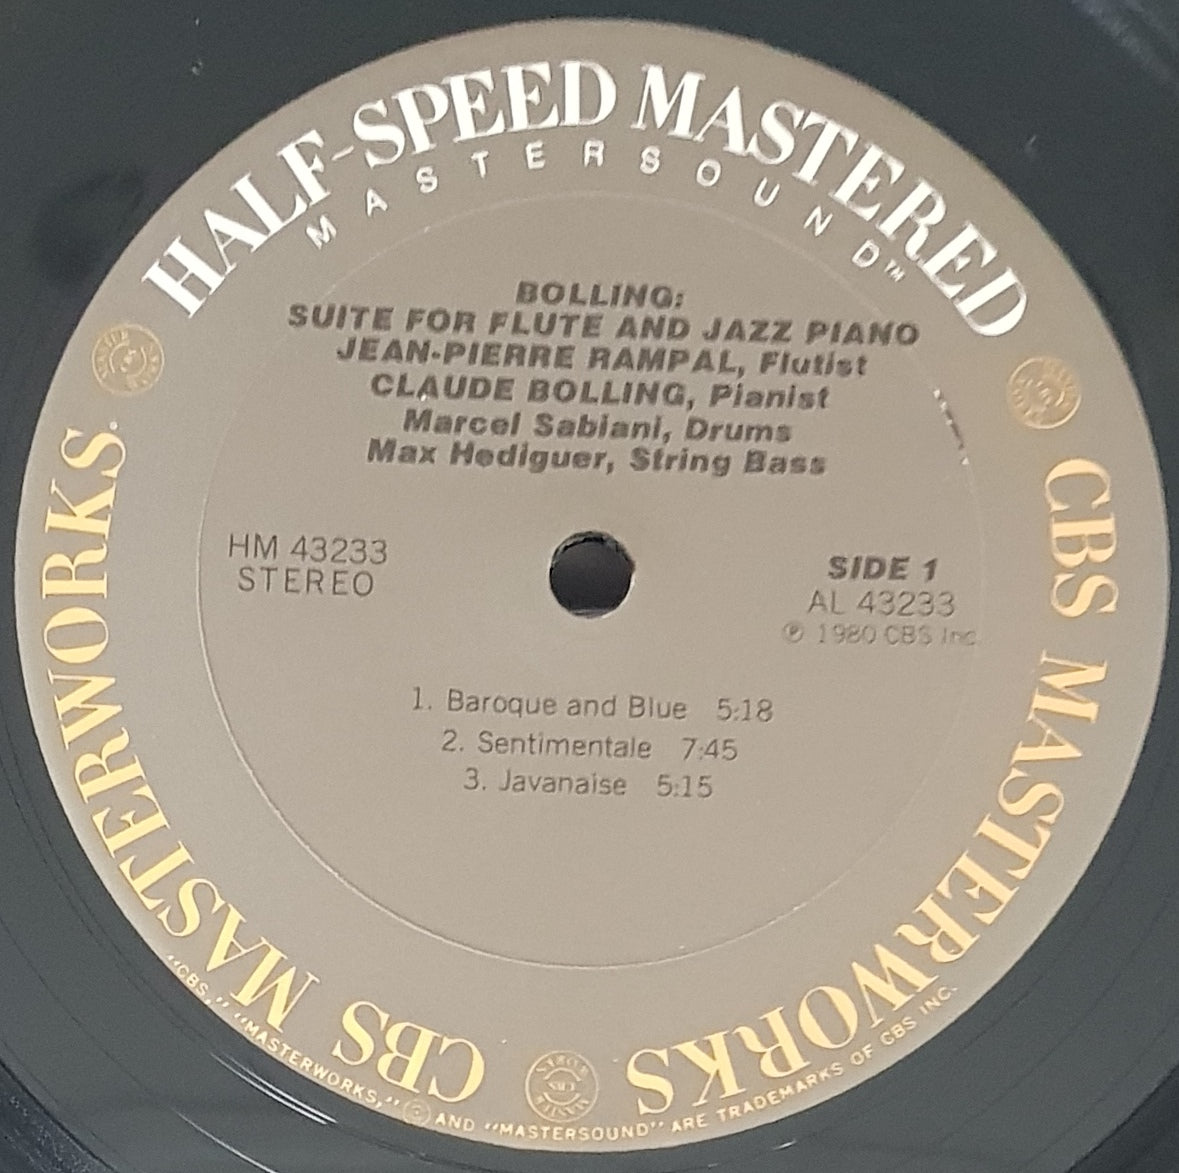 HALF-SPEED MASTERED
MASTERSOUND™
BOLLING:
SUITE FOR FLUTE AND JAZZ PIANO
JEAN-PIERRE RAMPAL, Flutist
CLAUDE BOLLING, Pianist
Marcel Sabiani, Drums
Max Hediguer, String Bass
HM 43233
STEREO
SIDE 1
AL 43233
℗ 1980 CBS Inc
1. Baroque and Blue 5:18
2. Sentimentale 7:45
3. Javanaise 5:15
CBS MASTERWORKS
CBS MASTERWORKS.
"CBS," "MASTERWORKS," AND "MASTERSOUND" ARE TRADEMARKS OF CBS INC.